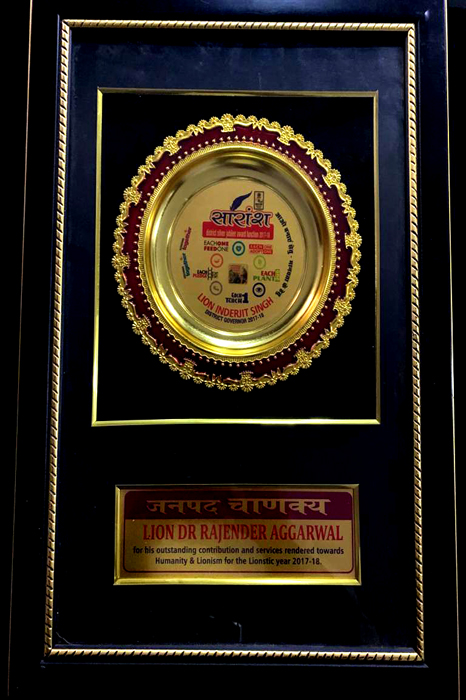 सारांश
EACH ONE
FEED ONE
EACH
PLANT
EACH
TEACH 1
LION INDERJIT SINGH
DISTRICT GOVERNOR 2017-18
जनपद चाणक्य
LION DR RAJENDER AGGARWAL
for his outstanding contribution and services rendered towards
Humanity & Lionism for the Lionstic year 2017-18.